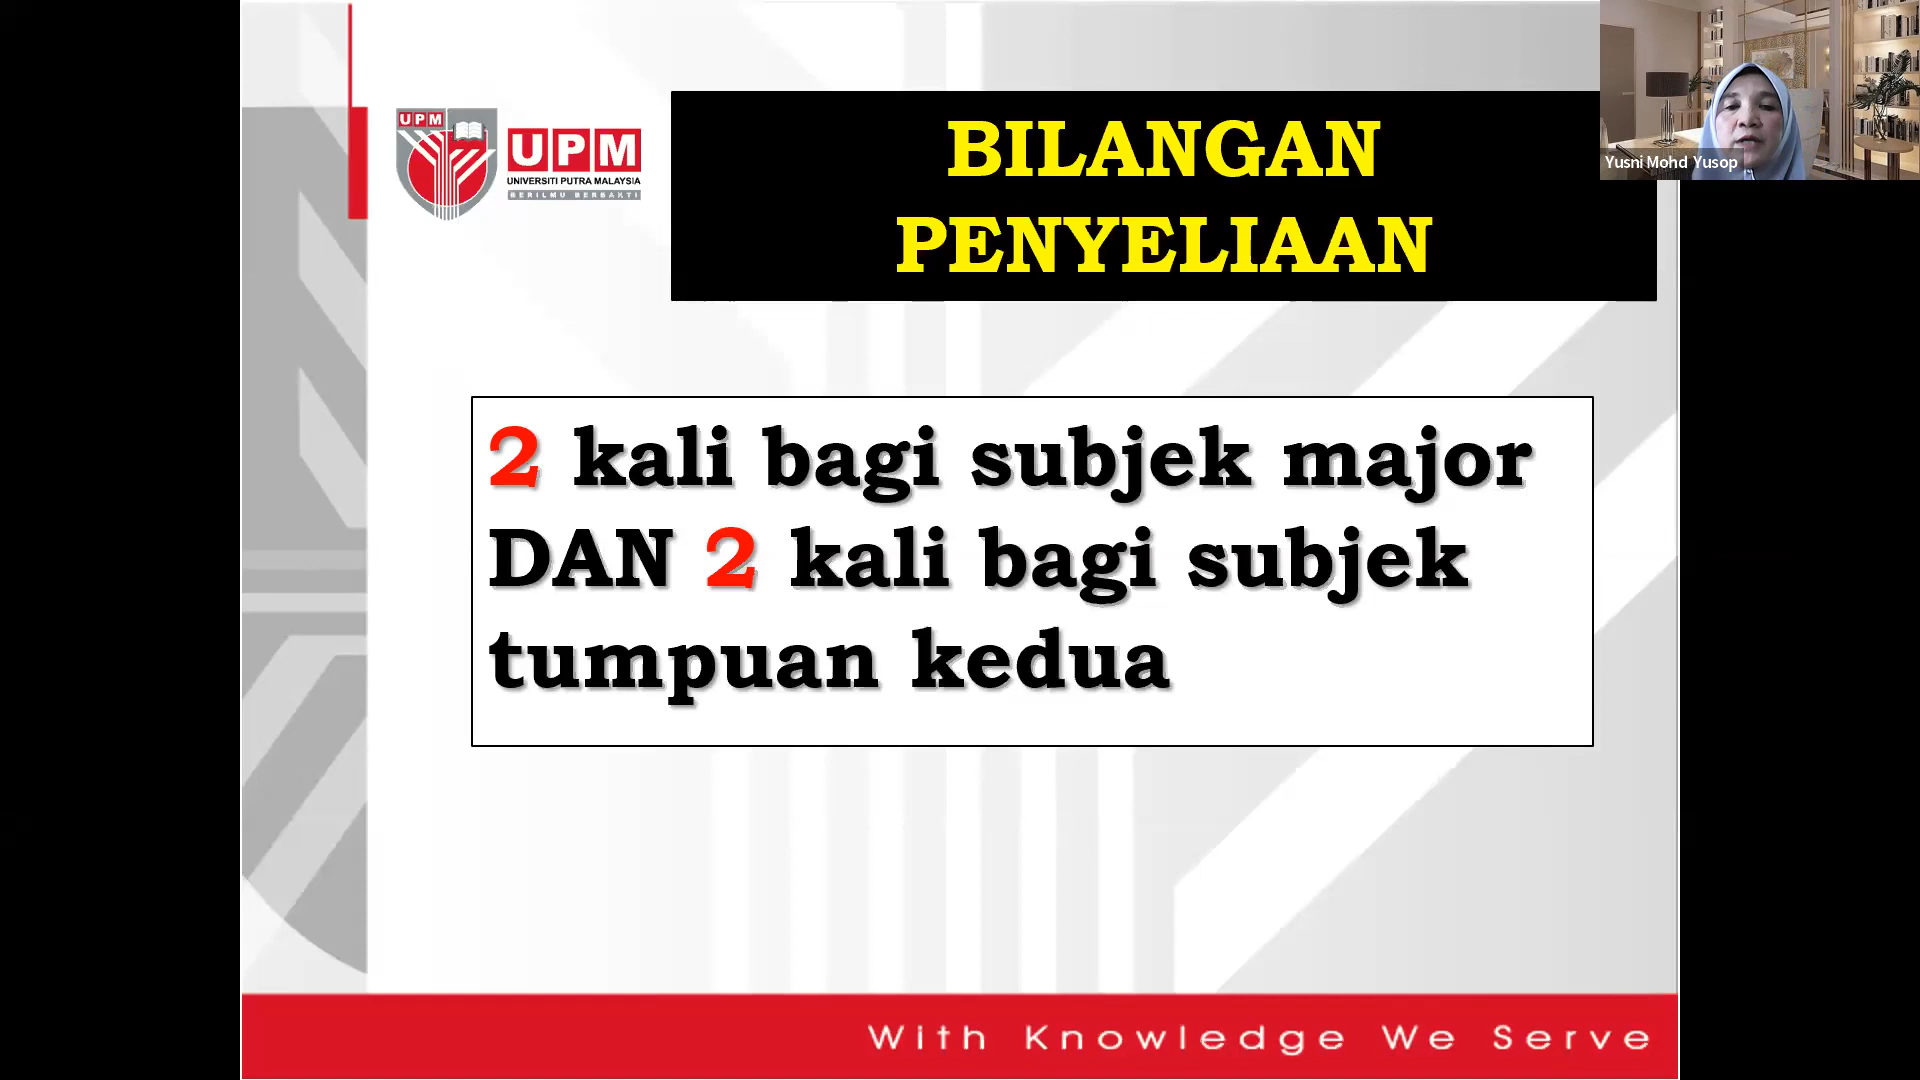 UPM
UPM
UNIVERSITI PUTRA MALAYSIA
BERILMU BERBAKTI
BILANGAN
PENYELIAAN
Yusni Mohd Yusop
2 kali bagi subjek major
DAN 2 kali bagi subjek
tumpuan kedua
With Knowledge We Serve